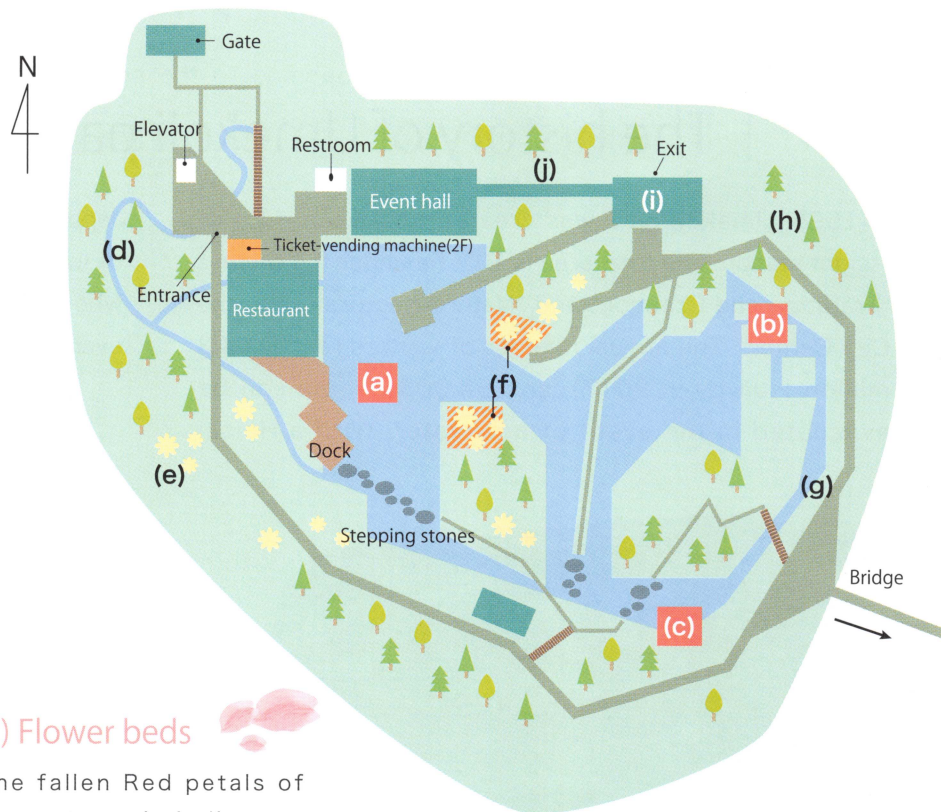 Gate
N
Elevator
Restroom
Exit
(j)
(i)
Event hall
(h)
(d)
Ticket-vending machine(2F)
Entrance
Restaurant
(b)
(a)
(f)
Dock
(e)
(g)
Stepping stones
Bridge
(c)
) Flower beds
fallen Red petals of